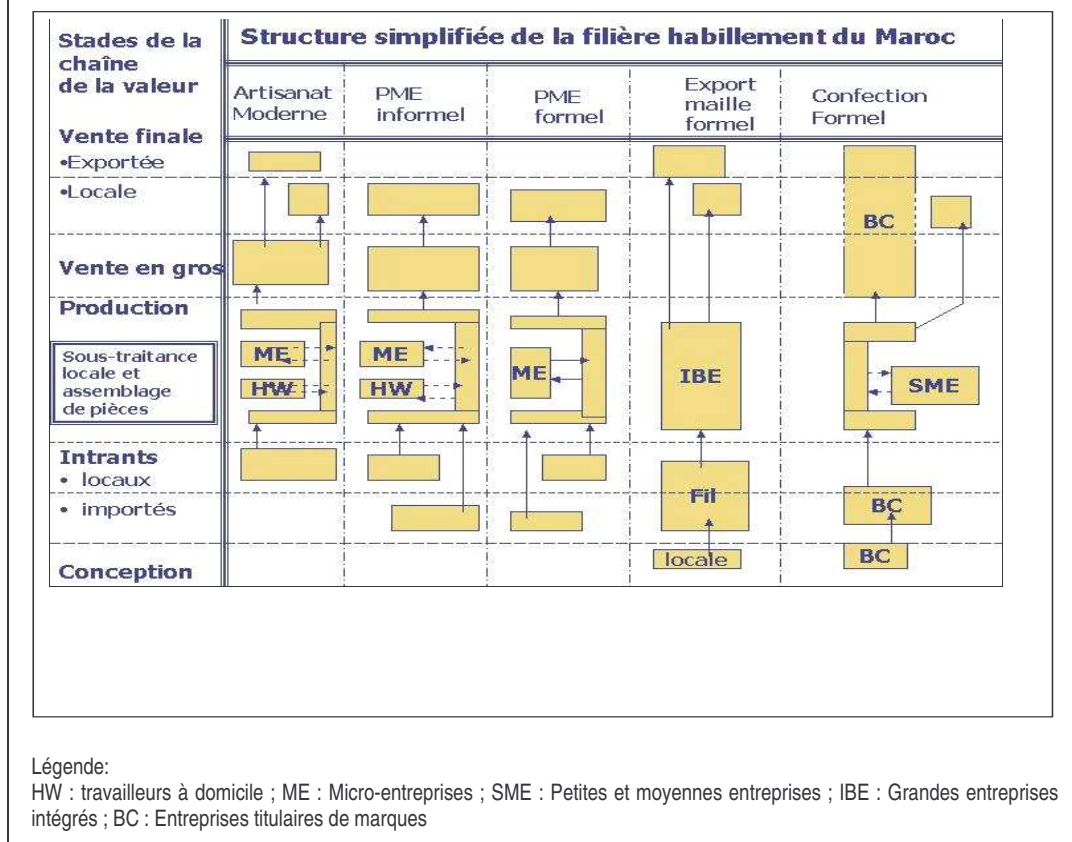 Stades de la
chaîne
de la valeur
Structure simplifiée de la filière habillement du Maroc
Artisanat
Moderne
PME
informel
PME
formel
Export
maille
formel
Confection
Formel
Vente finale
•Exportée
•Locale
BC
Vente en gros
Production
Sous-traitance
locale et
assemblage
de pièces
ME
HW
ME
HW
ME
IBE
SME
Intrants
• locaux
• importés
Fil
BC
Conception
locale
BC
Légende:
HW : travailleurs à domicile ; ME : Micro-entreprises ; SME : Petites et moyennes entreprises ; IBE : Grandes entreprises
intégrés ; BC : Entreprises titulaires de marques